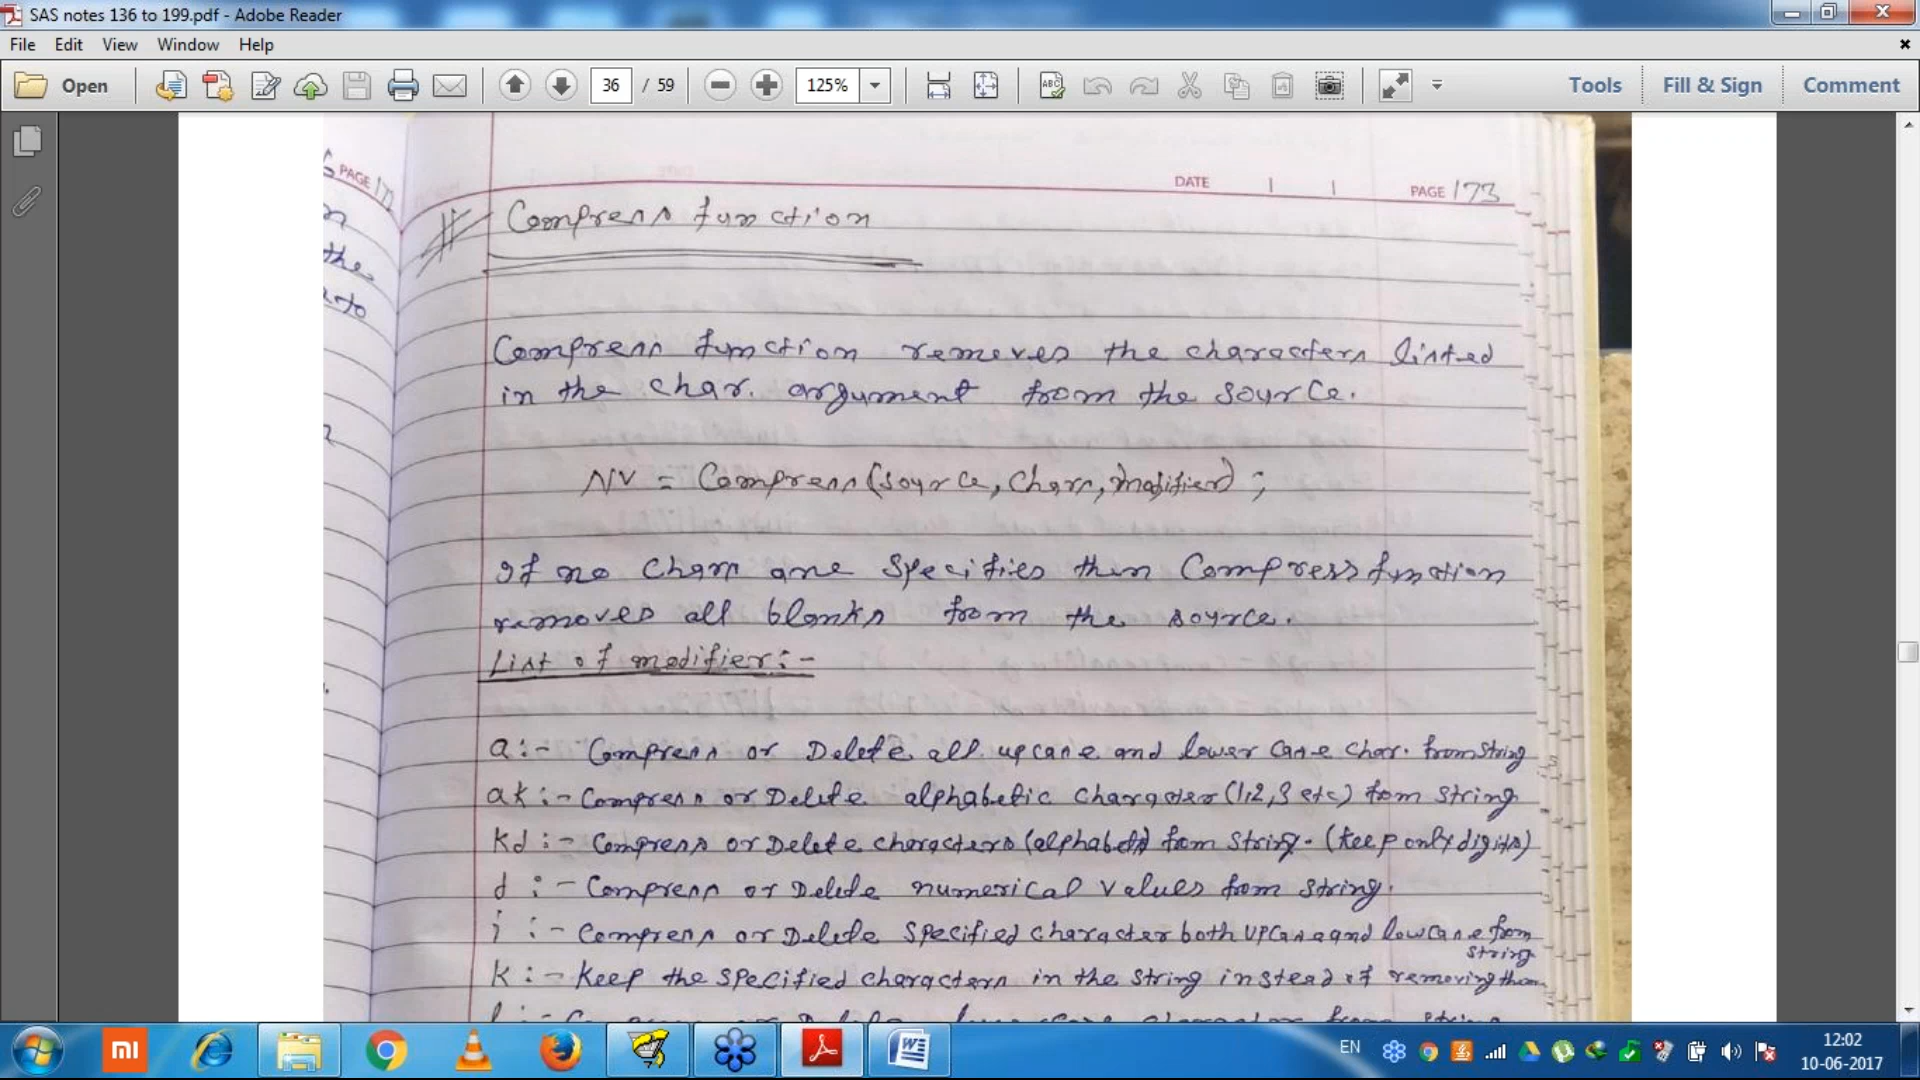 SAS notes 136 to 199.pdf - Adobe Reader
File Edit View Window Help
Open 36 / 59 125% Tools Fill & Sign Comment
PAGE 17
DATE PAGE 173
the
to
# Compress function
Compress function removes the characters listed
in the char. argument from the source.
NV = Compress(source, Chars, modifier) ;
If no Chars are Specifies then Compress function
removes all blanks from the source.
List of modifier:-
a :- Compress or Delete all upcase and lower case char. from string
ak :- Compress or Delete alphabetic character (1,2,3 etc) from string
kd :- Compress or Delete characters (alphabets) from string. (keep only digits)
d :- Compress or Delete numerical values from string.
i :- Compress or Delete Specified character both upcase and lowcase from
string
k :- Keep the specified characters in the string instead of removing them
EN 12:02
10-06-2017